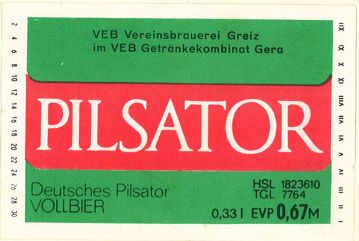 VEB Vereinsbrauerei Greiz
im VEB Getränkekombinat Gera
PILSATOR
Deutsches Pilsator
VOLLBIER
HSL 1823610
TGL 7764
0,33 l EVP 0,67 M
2
4
6
8
10
12
14
16
18
20
22
24
26
28
30